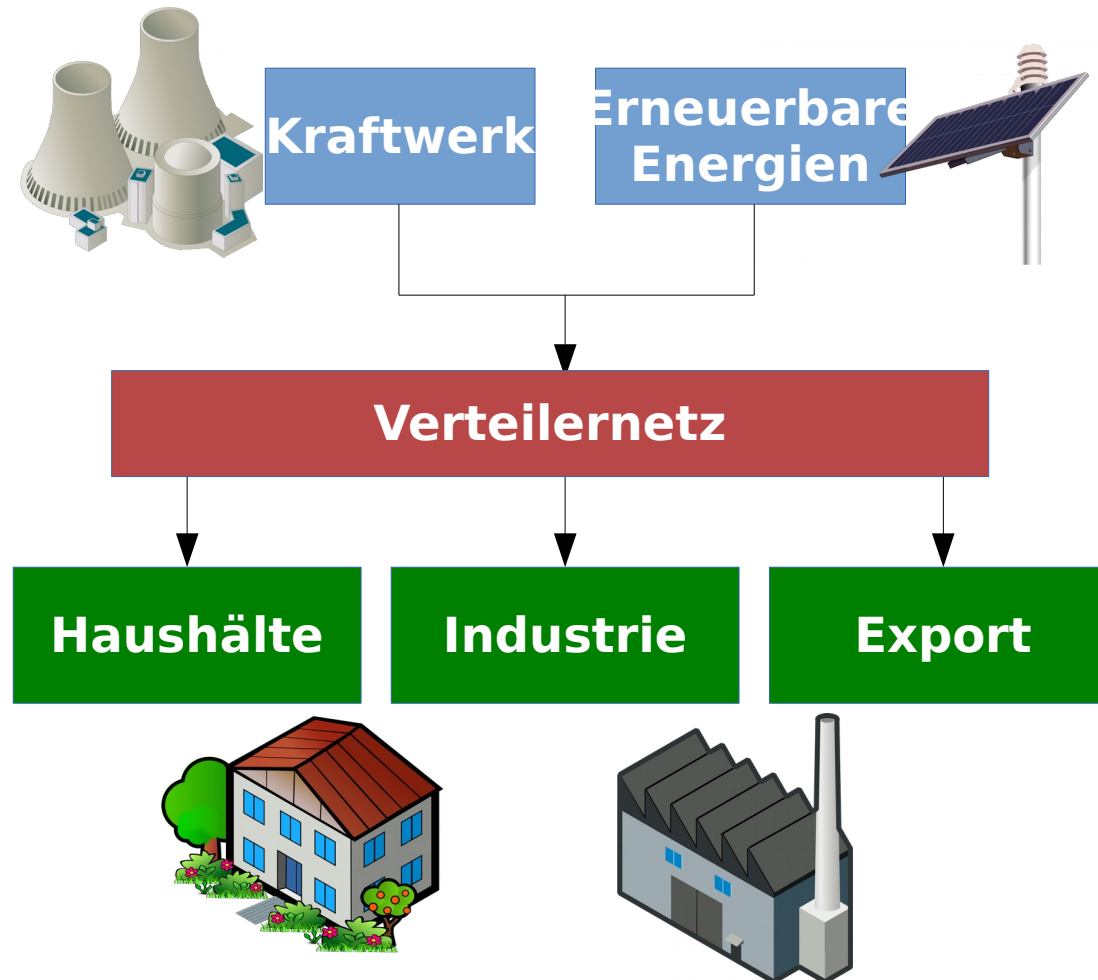 Kraftwerk
Erneuerbare
Energien
Verteilernetz
Haushälte
Industrie
Export